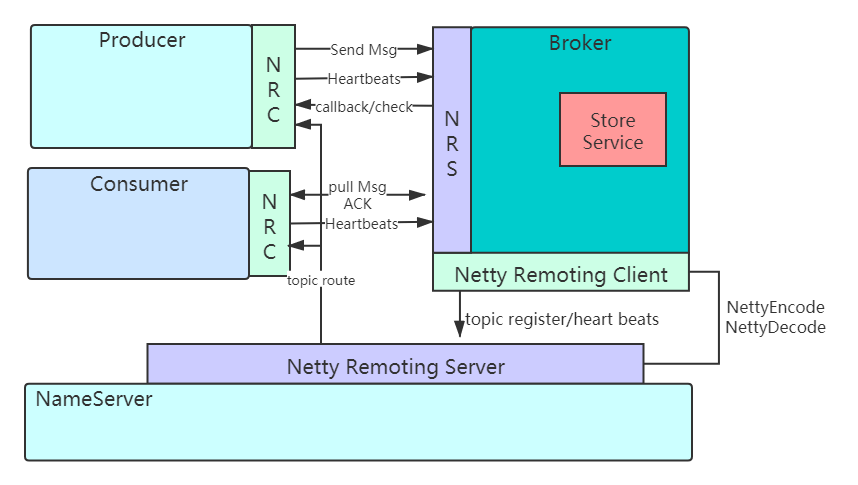 Producer
N
R
C
Send Msg
Heartbeats
callback/check
N
R
S
Broker
Store
Service
Consumer
N
R
C
pull Msg
ACK
Heartbeats
topic route
Netty Remoting Client
topic register/heart beats
NettyEncode
NettyDecode
Netty Remoting Server
NameServer